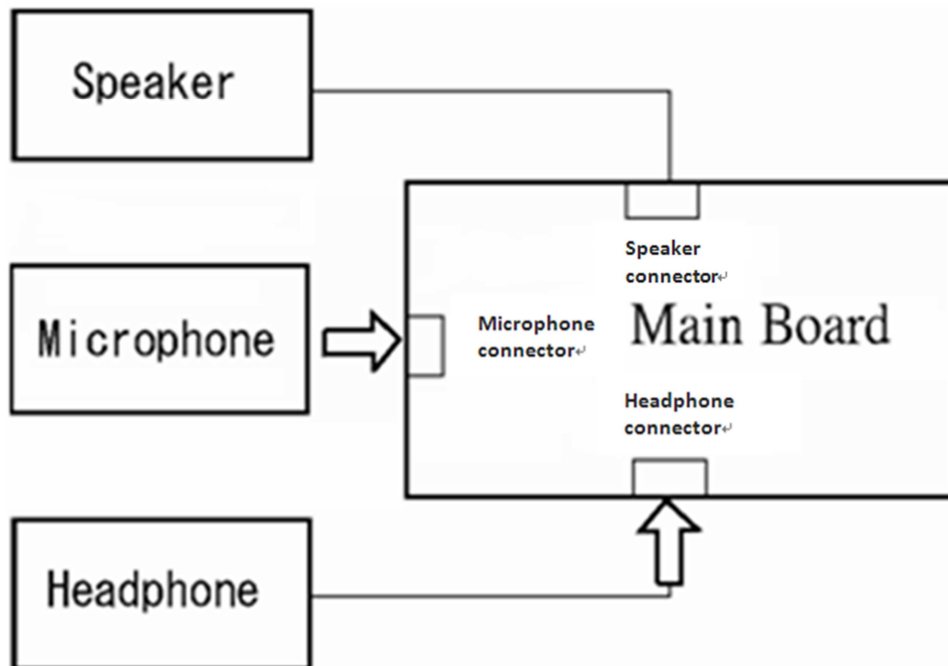 Speaker
Speaker
connector↵
Microphone
Microphone
connector↵
Main Board
Headphone
connector↵
Headphone